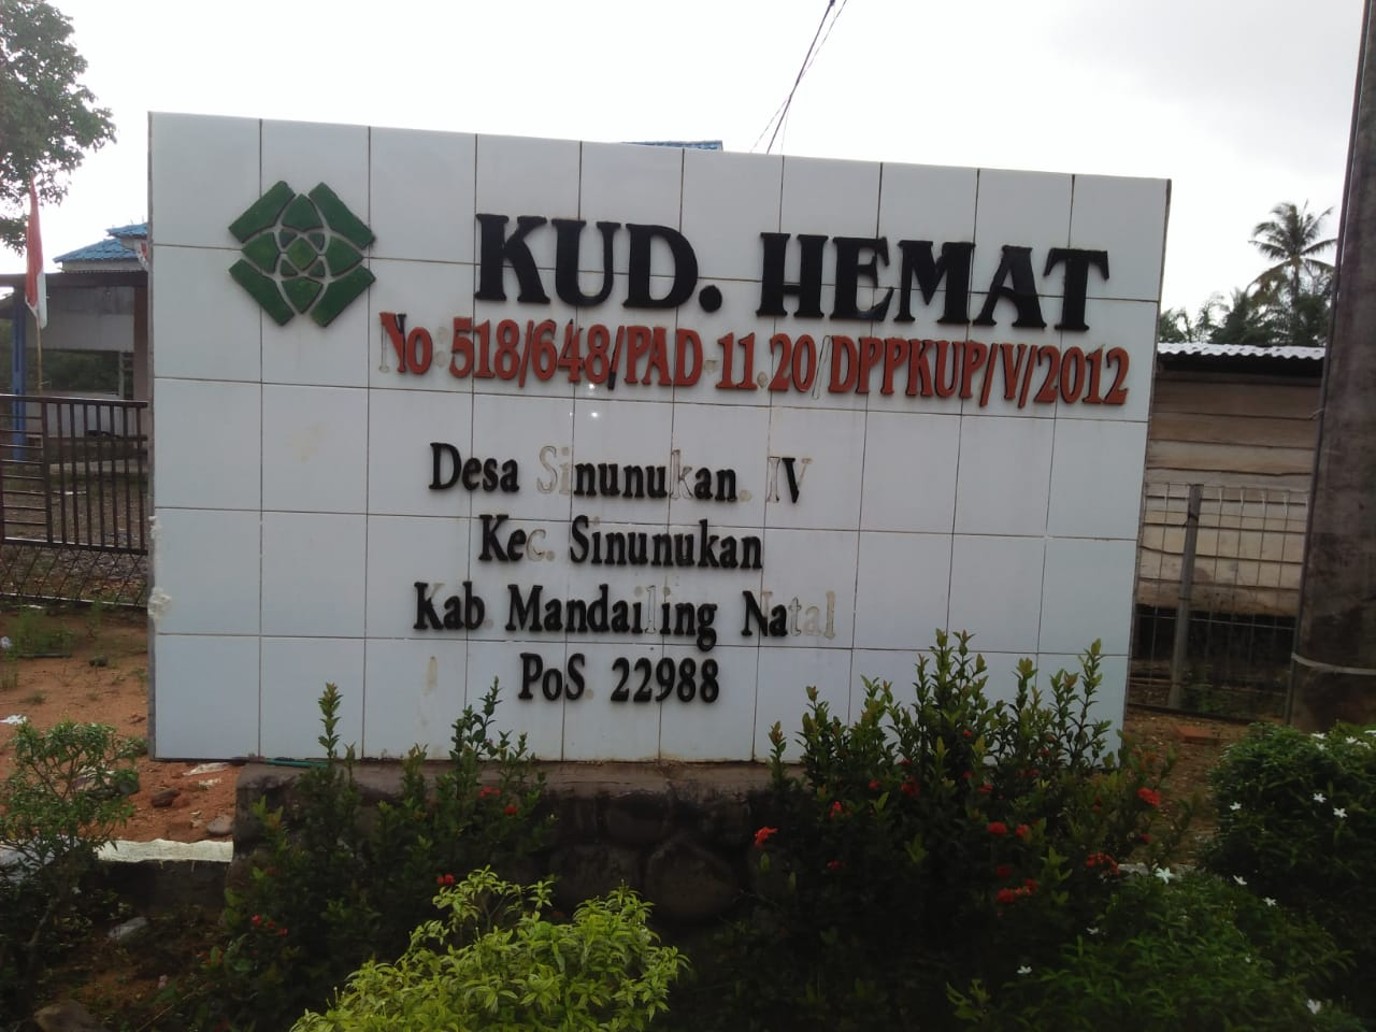 KUD. HEMAT
No: 518/648/PAD-11.20/DPPKUP/V/2012
Desa Sinunukan. IV
Kec. Sinunukan
Kab. Mandailing Natal
PoS. 22988